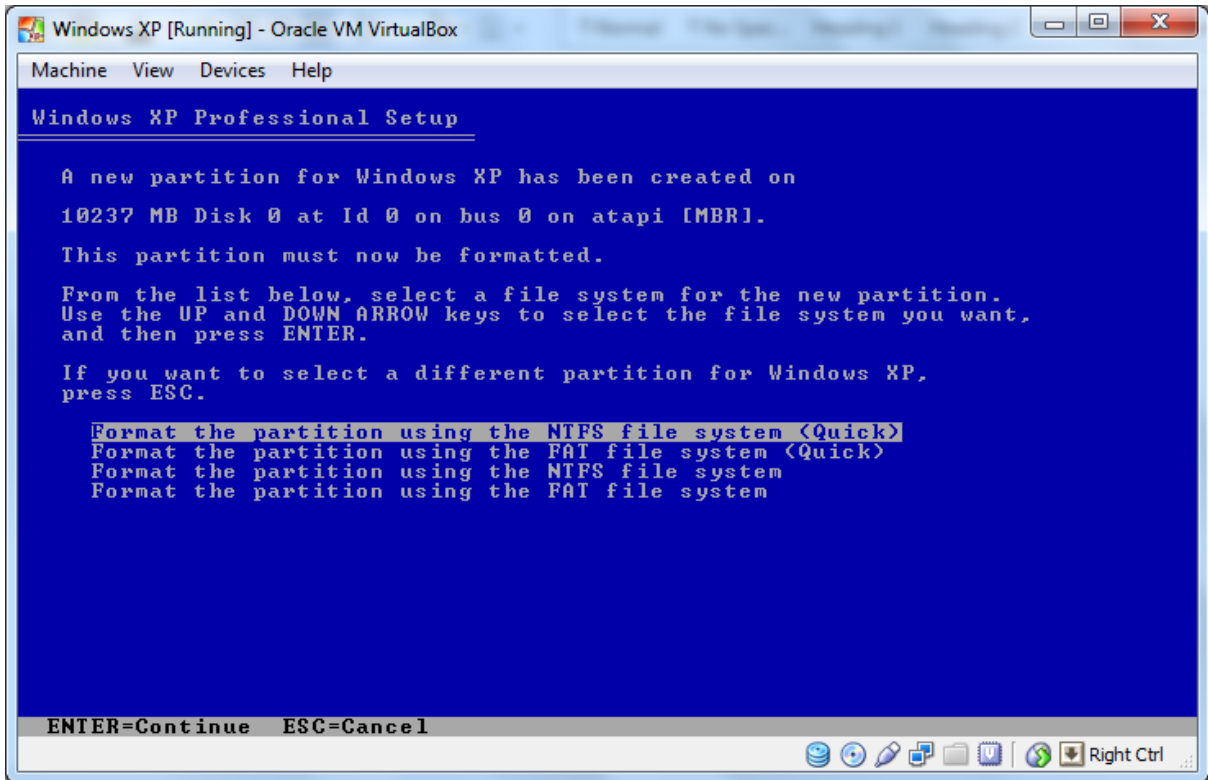 Windows XP [Running] - Oracle VM VirtualBox
Machine View Devices Help
Windows XP Professional Setup
A new partition for Windows XP has been created on
10237 MB Disk 0 at Id 0 on bus 0 on atapi [MBR].
This partition must now be formatted.
From the list below, select a file system for the new partition.
Use the UP and DOWN ARROW keys to select the file system you want,
and then press ENTER.
If you want to select a different partition for Windows XP,
press ESC.
Format the partition using the NTFS file system (Quick)
Format the partition using the FAT file system (Quick)
Format the partition using the NTFS file system
Format the partition using the FAT file system
ENTER=Continue ESC=Cancel
Right Ctrl